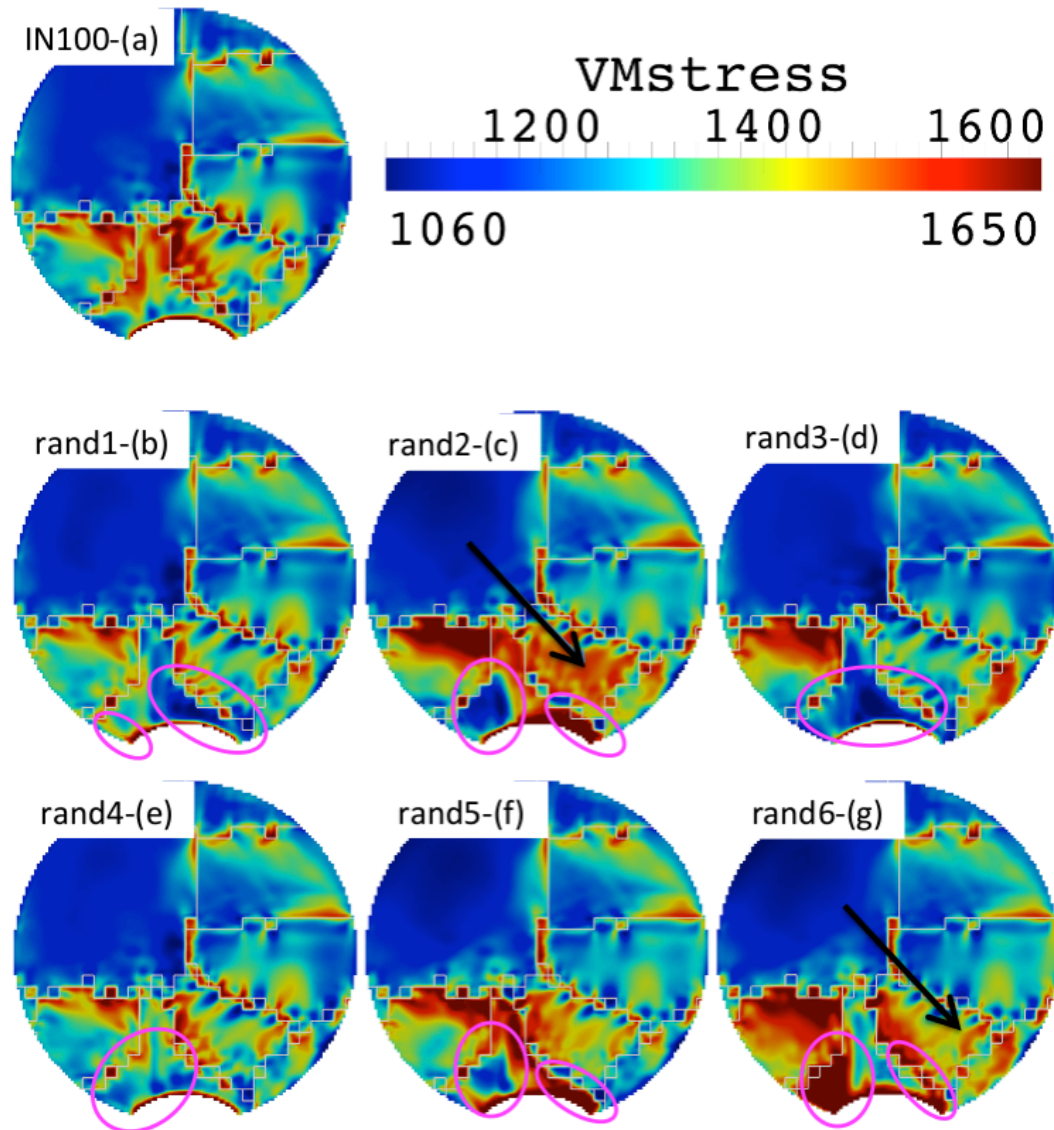 IN100-(a)
VMstress
1200 1400 1600
1060 1650
rand1-(b) rand2-(c) rand3-(d)
rand4-(e) rand5-(f) rand6-(g)